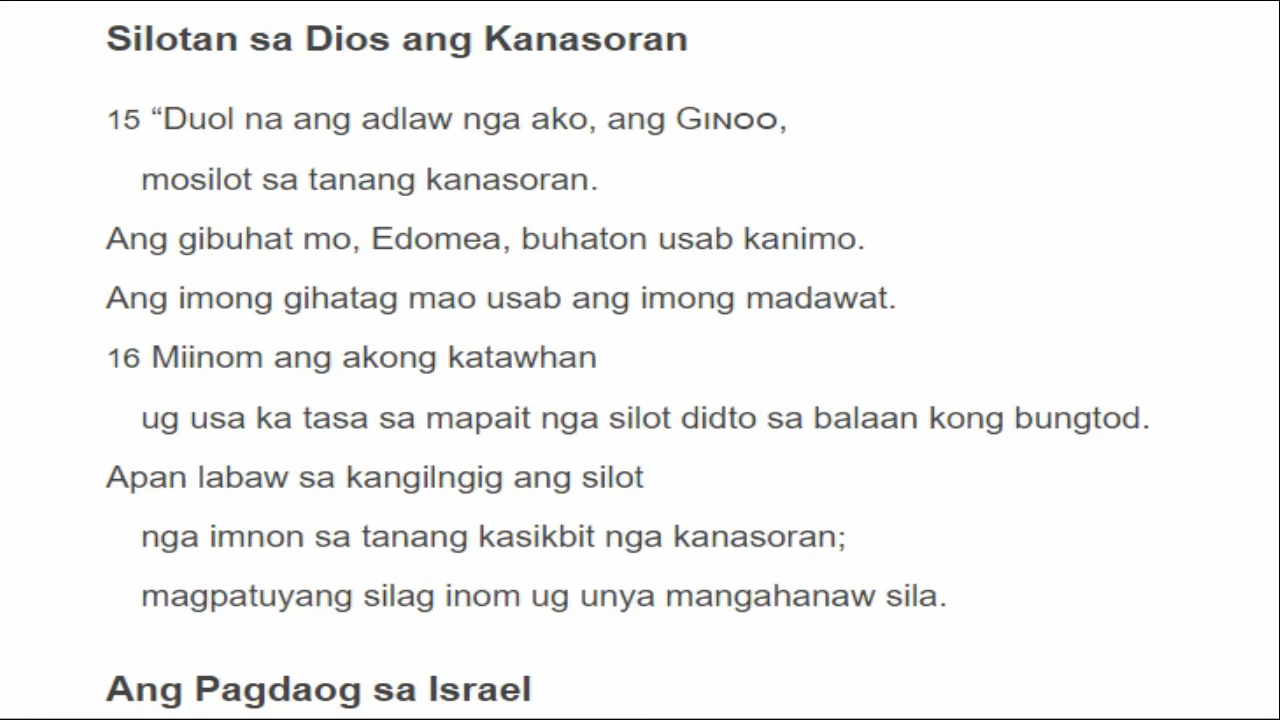 Silotan sa Dios ang Kanasoran
15 “Duol na ang adlaw nga ako, ang Gɪɴᴏᴏ,
mosilot sa tanang kanasoran.
Ang gibuhat mo, Edomea, buhaton usab kanimo.
Ang imong gihatag mao usab ang imong madawat.
16 Miinom ang akong katawhan
ug usa ka tasa sa mapait nga silot didto sa balaan kong bungtod.
Apan labaw sa kangilngig ang silot
nga imnon sa tanang kasikbit nga kanasoran;
magpatuyang silag inom ug unya mangahanaw sila.
Ang Pagdaog sa Israel